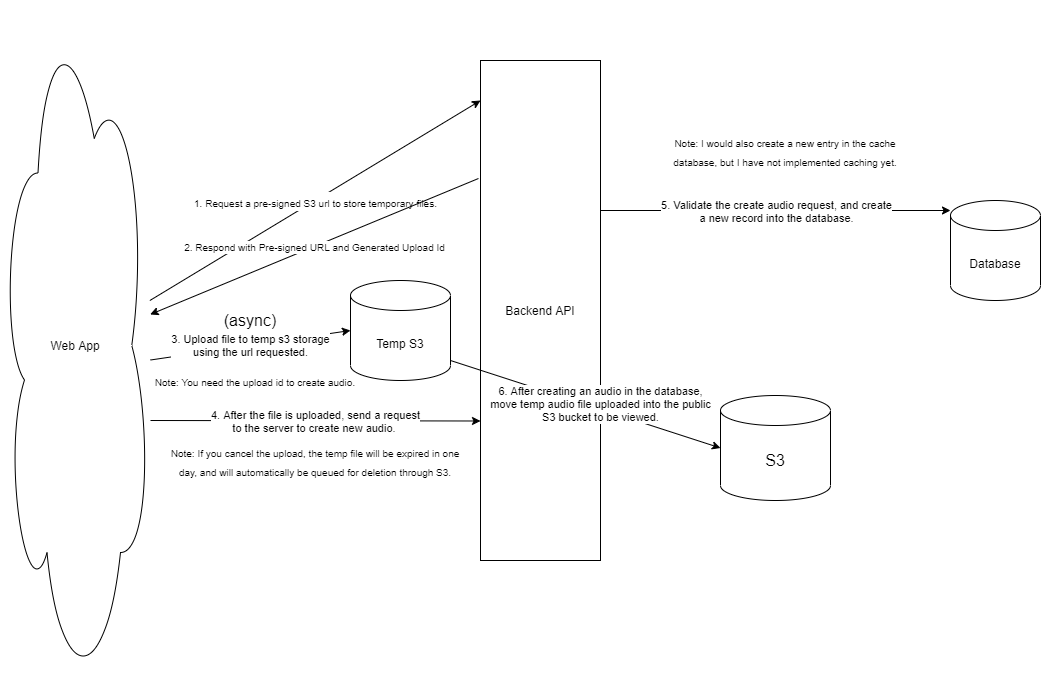 Note: I would also create a new entry in the cache
database, but I have not implemented caching yet.
1. Request a pre-signed S3 url to store temporary files.
5. Validate the create audio request, and create
a new record into the database.
2. Respond with Pre-signed URL and Generated Upload Id
Database
Backend API
(async)
3. Upload file to temp s3 storage
using the url requested.
Temp S3
Web App
Note: You need the upload id to create audio.
6. After creating an audio in the database,
move temp audio file uploaded into the public
S3 bucket to be viewed.
4. After the file is uploaded, send a request
to the server to create new audio.
Note: If you cancel the upload, the temp file will be expired in one
day, and will automatically be queued for deletion through S3.
S3